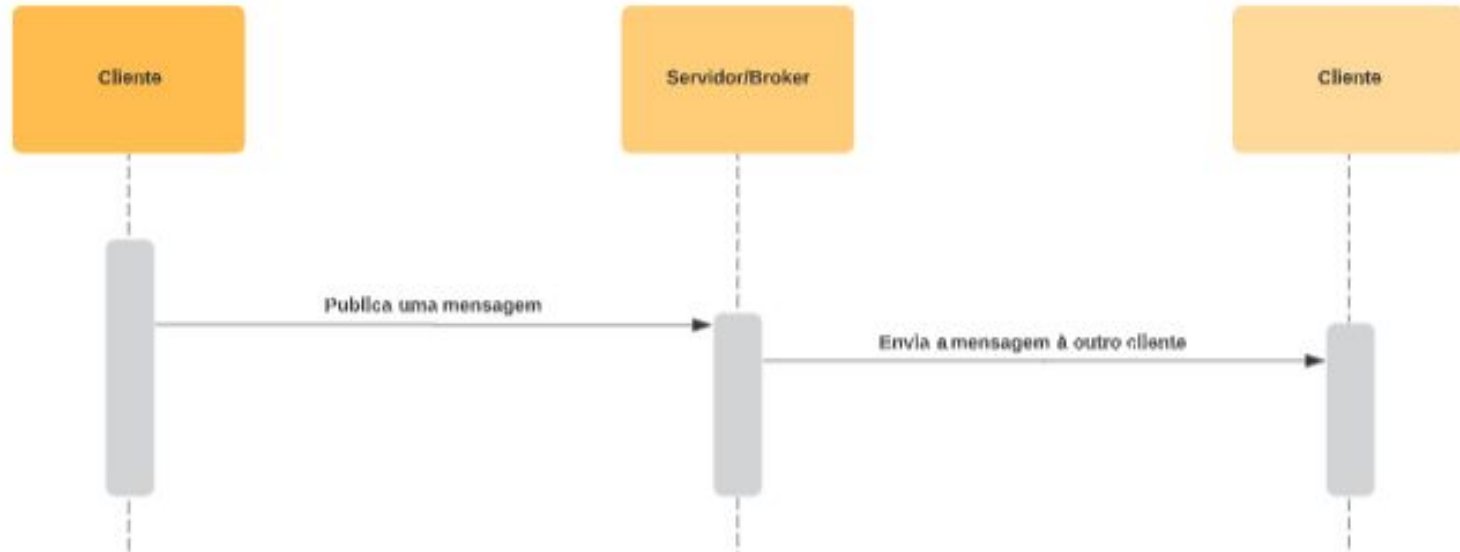 Cliente
Servidor/Broker
Cliente
Publica uma mensagem
Envia a mensagem à outro cliente